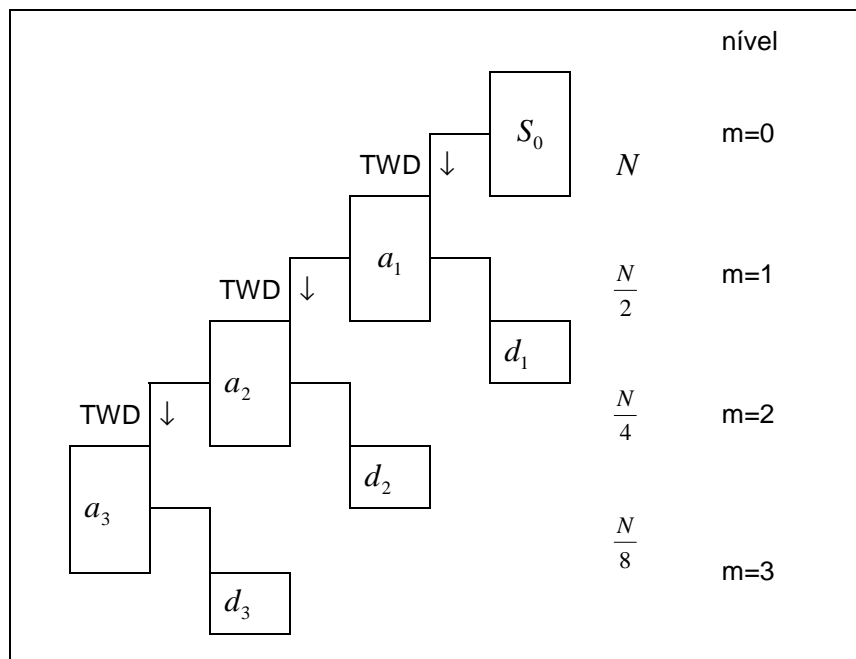 nível
S₀
m=0
TWD ↓
N
a₁
m=1
TWD ↓
N/2
d₁
a₂
TWD ↓
N/4
m=2
d₂
a₃
N/8
m=3
d₃